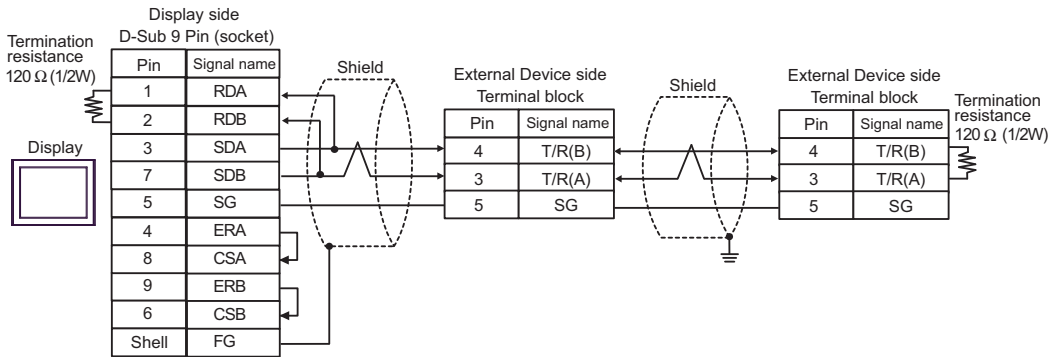 Display side
D-Sub 9 Pin (socket)
Termination
resistance
120 Ω (1/2W)
Pin Signal name
1 RDA
2 RDB
3 SDA
7 SDB
5 SG
4 ERA
8 CSA
9 ERB
6 CSB
Shell FG
Display
Shield
External Device side
Terminal block
Pin Signal name
4 T/R(B)
3 T/R(A)
5 SG
Shield
External Device side
Terminal block
Pin Signal name
4 T/R(B)
3 T/R(A)
5 SG
Termination
resistance
120 Ω (1/2W)